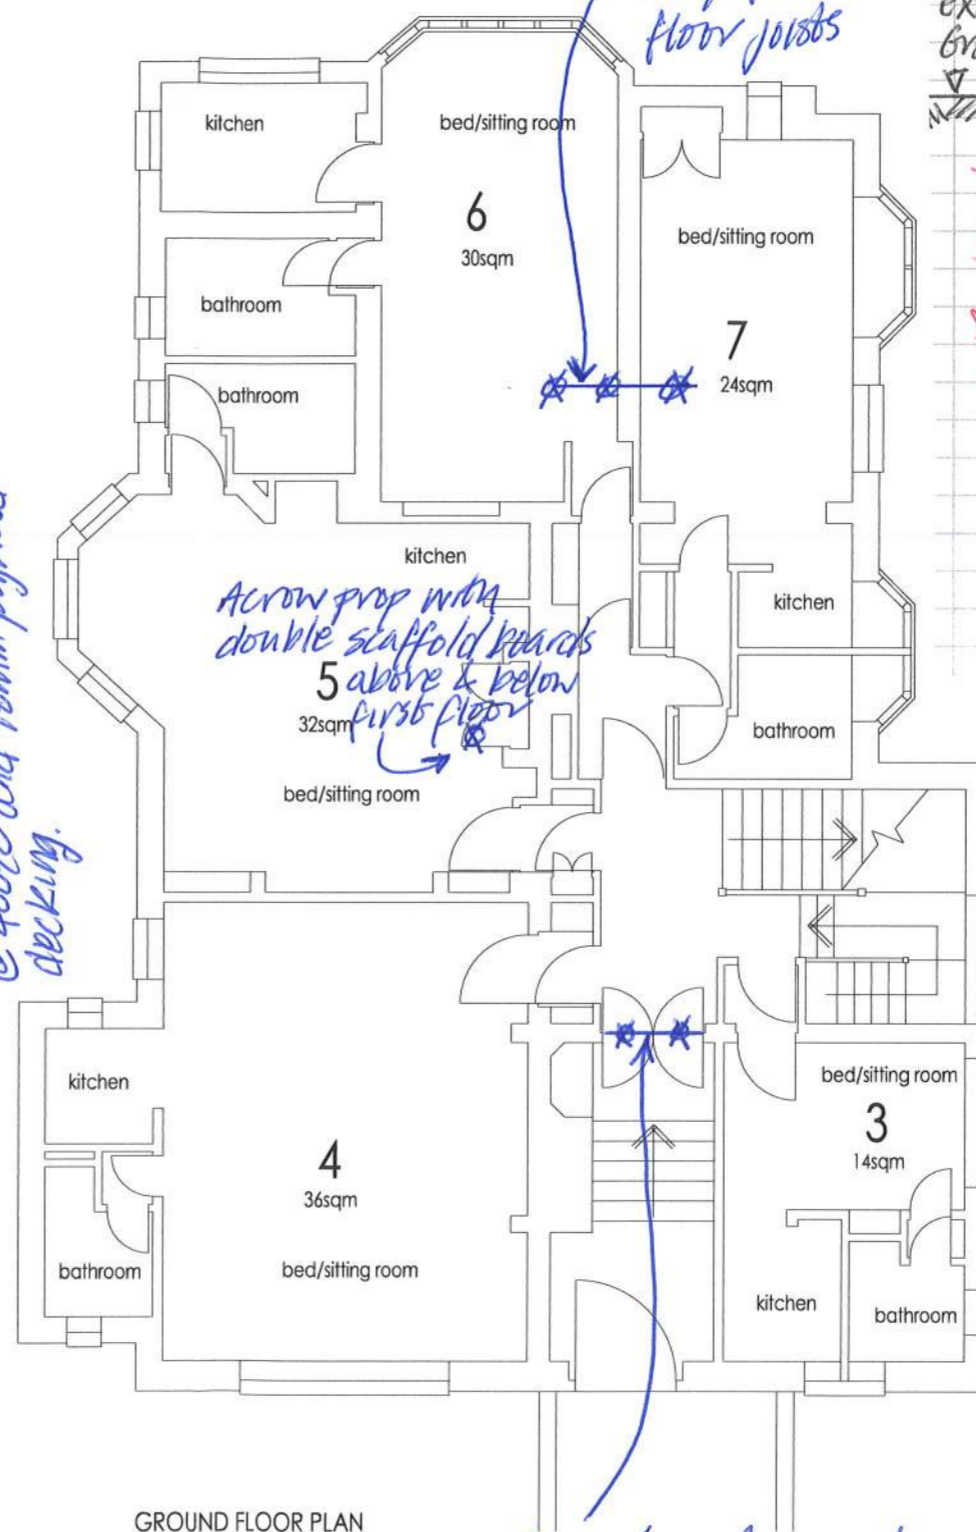 floor joists
ex
kitchen
bed/sitting room
6
30sqm
bed/sitting room
7
24sqm
bathroom
bathroom
kitchen
Acrow prop with
double scaffold boards
above & below
first floor
5
32sqm
bed/sitting room
kitchen
bathroom
decking.
4
36sqm
bed/sitting room
kitchen
bathroom
bed/sitting room
3
14sqm
kitchen
bathroom
GROUND FLOOR PLAN